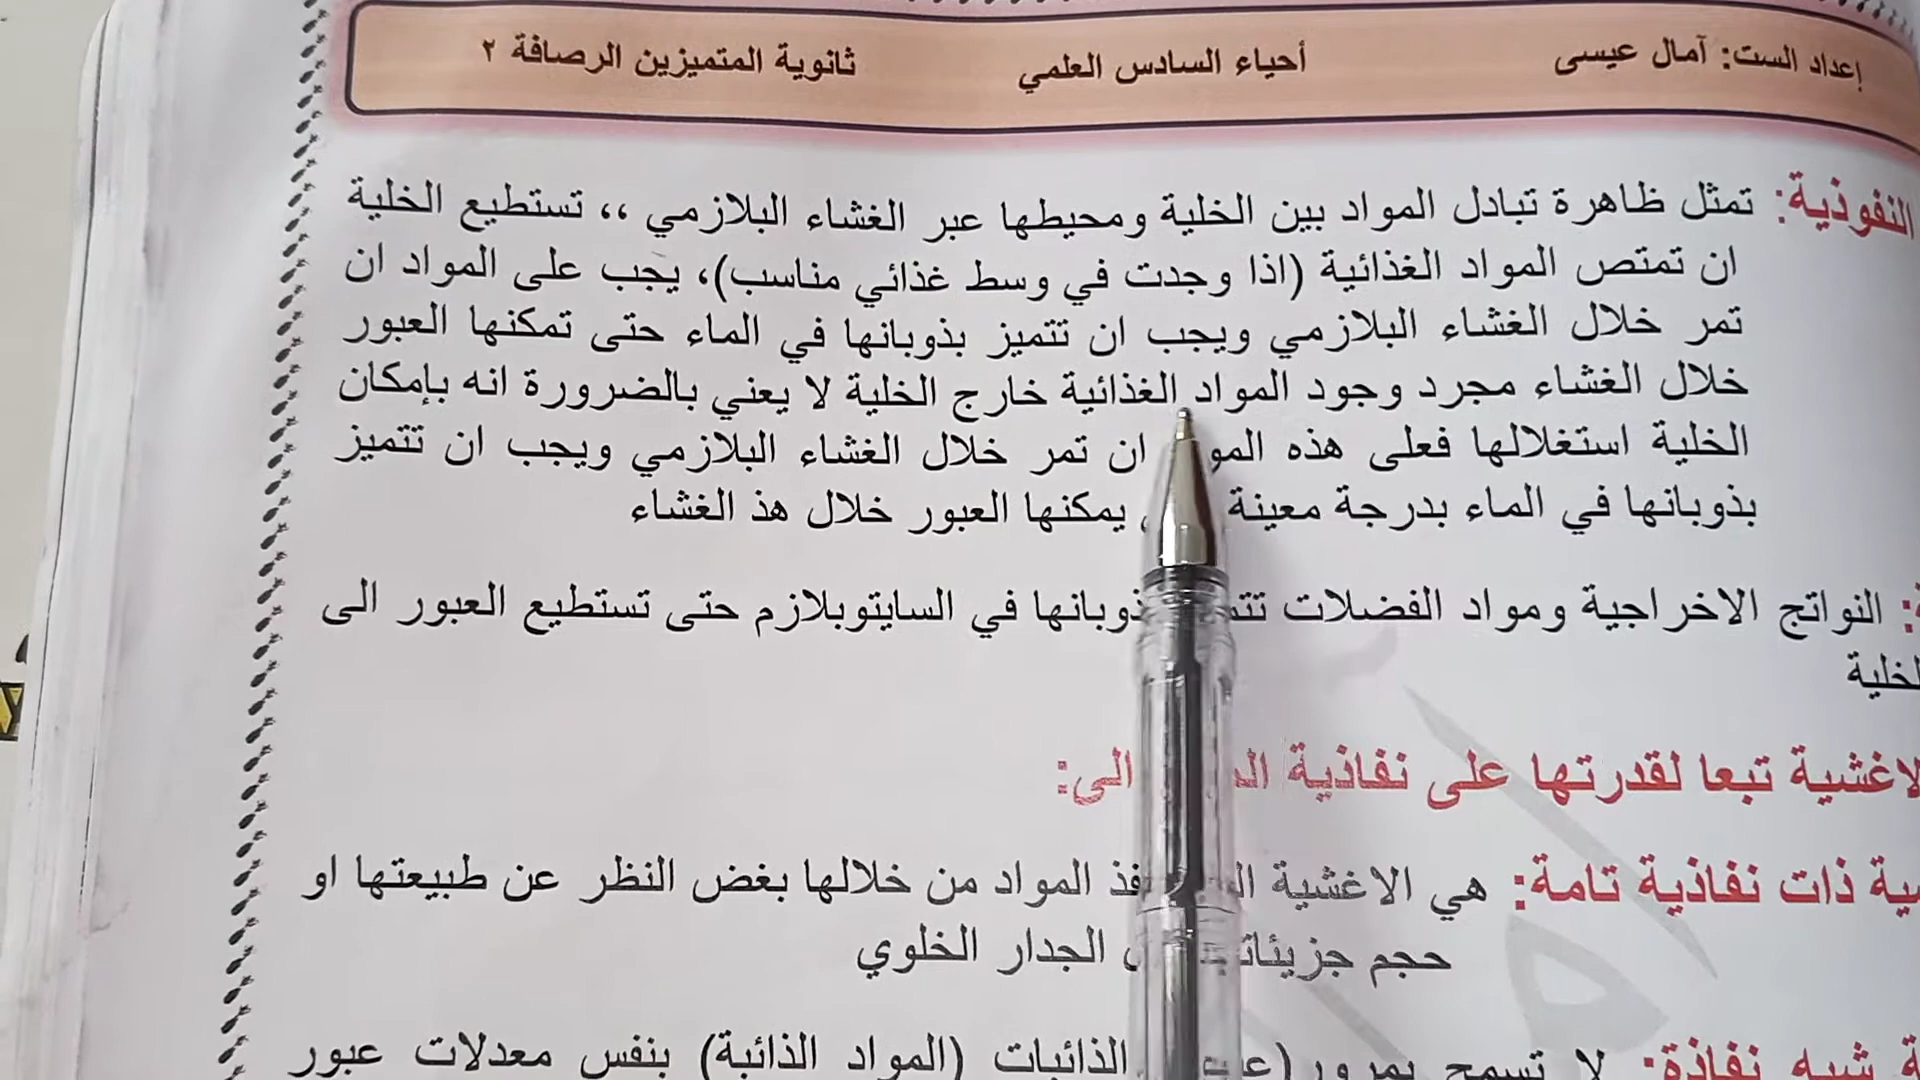 إعداد الست: آمال عيسى أحياء السادس العلمي ثانوية المتميزين الرصافة ٢
النفوذية: تمثل ظاهرة تبادل المواد بين الخلية ومحيطها عبر الغشاء البلازمي ،، تستطيع الخلية
ان تمتص المواد الغذائية (اذا وجدت في وسط غذائي مناسب)، يجب على المواد ان
تمر خلال الغشاء البلازمي ويجب ان تتميز بذوبانها في الماء حتى تمكنها العبور
خلال الغشاء مجرد وجود المواد الغذائية خارج الخلية لا يعني بالضرورة انه بإمكان
الخلية استغلالها فعلى هذه ان تمر خلال الغشاء البلازمي ويجب ان تتميز
بذوبانها في الماء بدرجة معينة يمكنها العبور خلال هذ الغشاء
النواتج الاخراجية ومواد الفضلات في السايتوبلازم حتى تستطيع العبور الى
لاغشية تبعا لقدرتها على نفاذية الى:
ذات نفاذية تامة: هي الاغشية المواد من خلالها بغض النظر عن طبيعتها او
حجم الجدار الخلوي
شبه نفاذة: لا تسمح بمرور الذائبات (المواد الذائبة) بنفس معدلات عبور